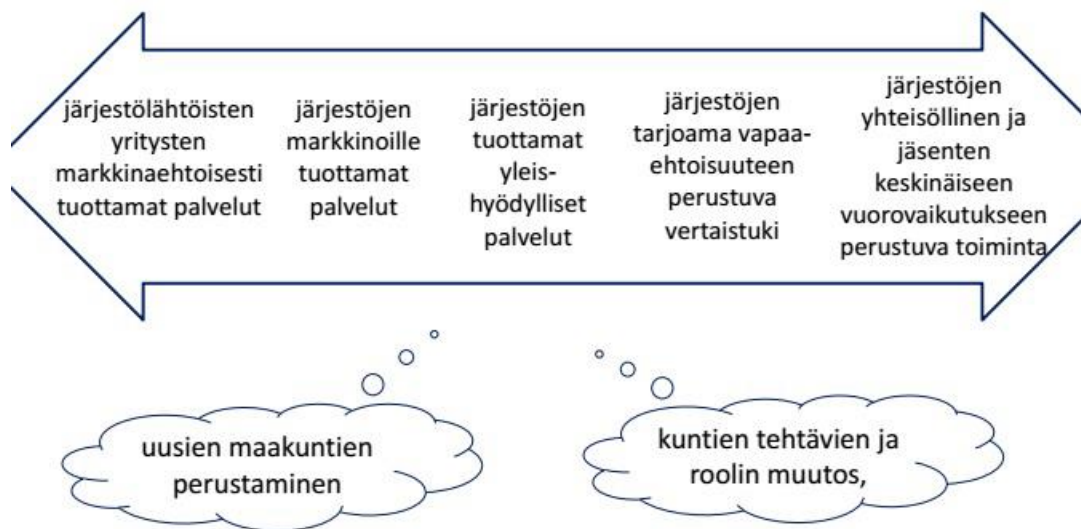 järjestölähtöisten
yritysten
markkinaehtoisesti
tuottamat palvelut
järjestöjen
markkinoille
tuottamat
palvelut
järjestöjen
tuottamat
yleis-
hyödylliset
palvelut
järjestöjen
tarjoama vapaa-
ehtoisuuteen
perustuva
vertaistuki
järjestöjen
yhteisöllinen ja
jäsenten
keskinäiseen
vuorovaikutukseen
perustuva toiminta
uusien maakuntien
perustaminen
kuntien tehtävien ja
roolin muutos,